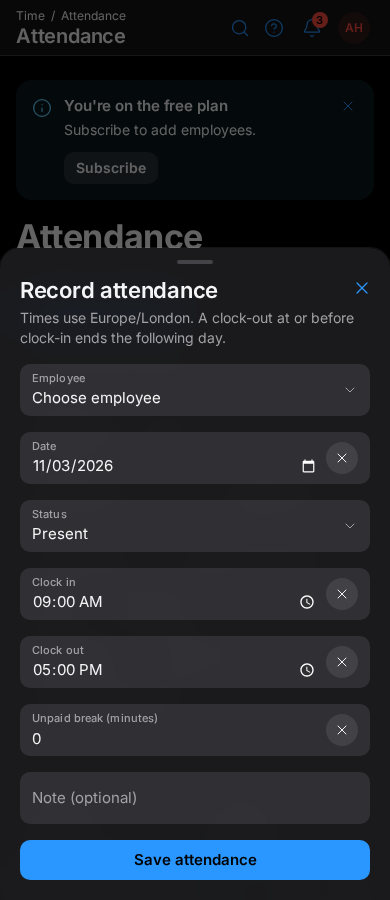 Time / Attendance
Attendance
3
AH
You're on the free plan
Subscribe to add employees.
Subscribe
Attendance
Record attendance
Times use Europe/London. A clock-out at or before
clock-in ends the following day.
Employee
Choose employee
Date
11/03/2026
Status
Present
Clock in
09:00 AM
Clock out
05:00 PM
Unpaid break (minutes)
0
Note (optional)
Save attendance